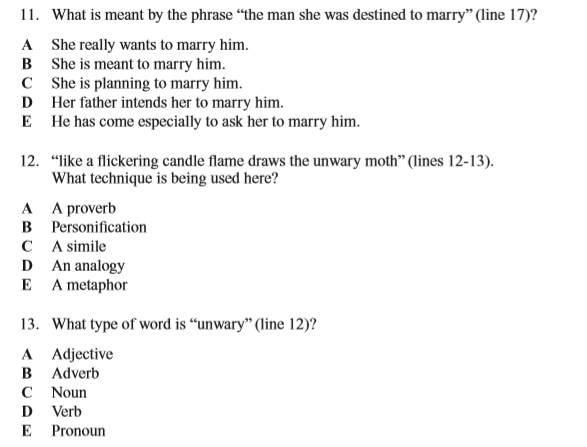 11. What is meant by the phrase “the man she was destined to marry” (line 17)?
A She really wants to marry him.
B She is meant to marry him.
C She is planning to marry him.
D Her father intends her to marry him.
E He has come especially to ask her to marry him.
12. “like a flickering candle flame draws the unwary moth” (lines 12-13).
What technique is being used here?
A A proverb
B Personification
C A simile
D An analogy
E A metaphor
13. What type of word is “unwary” (line 12)?
A Adjective
B Adverb
C Noun
D Verb
E Pronoun